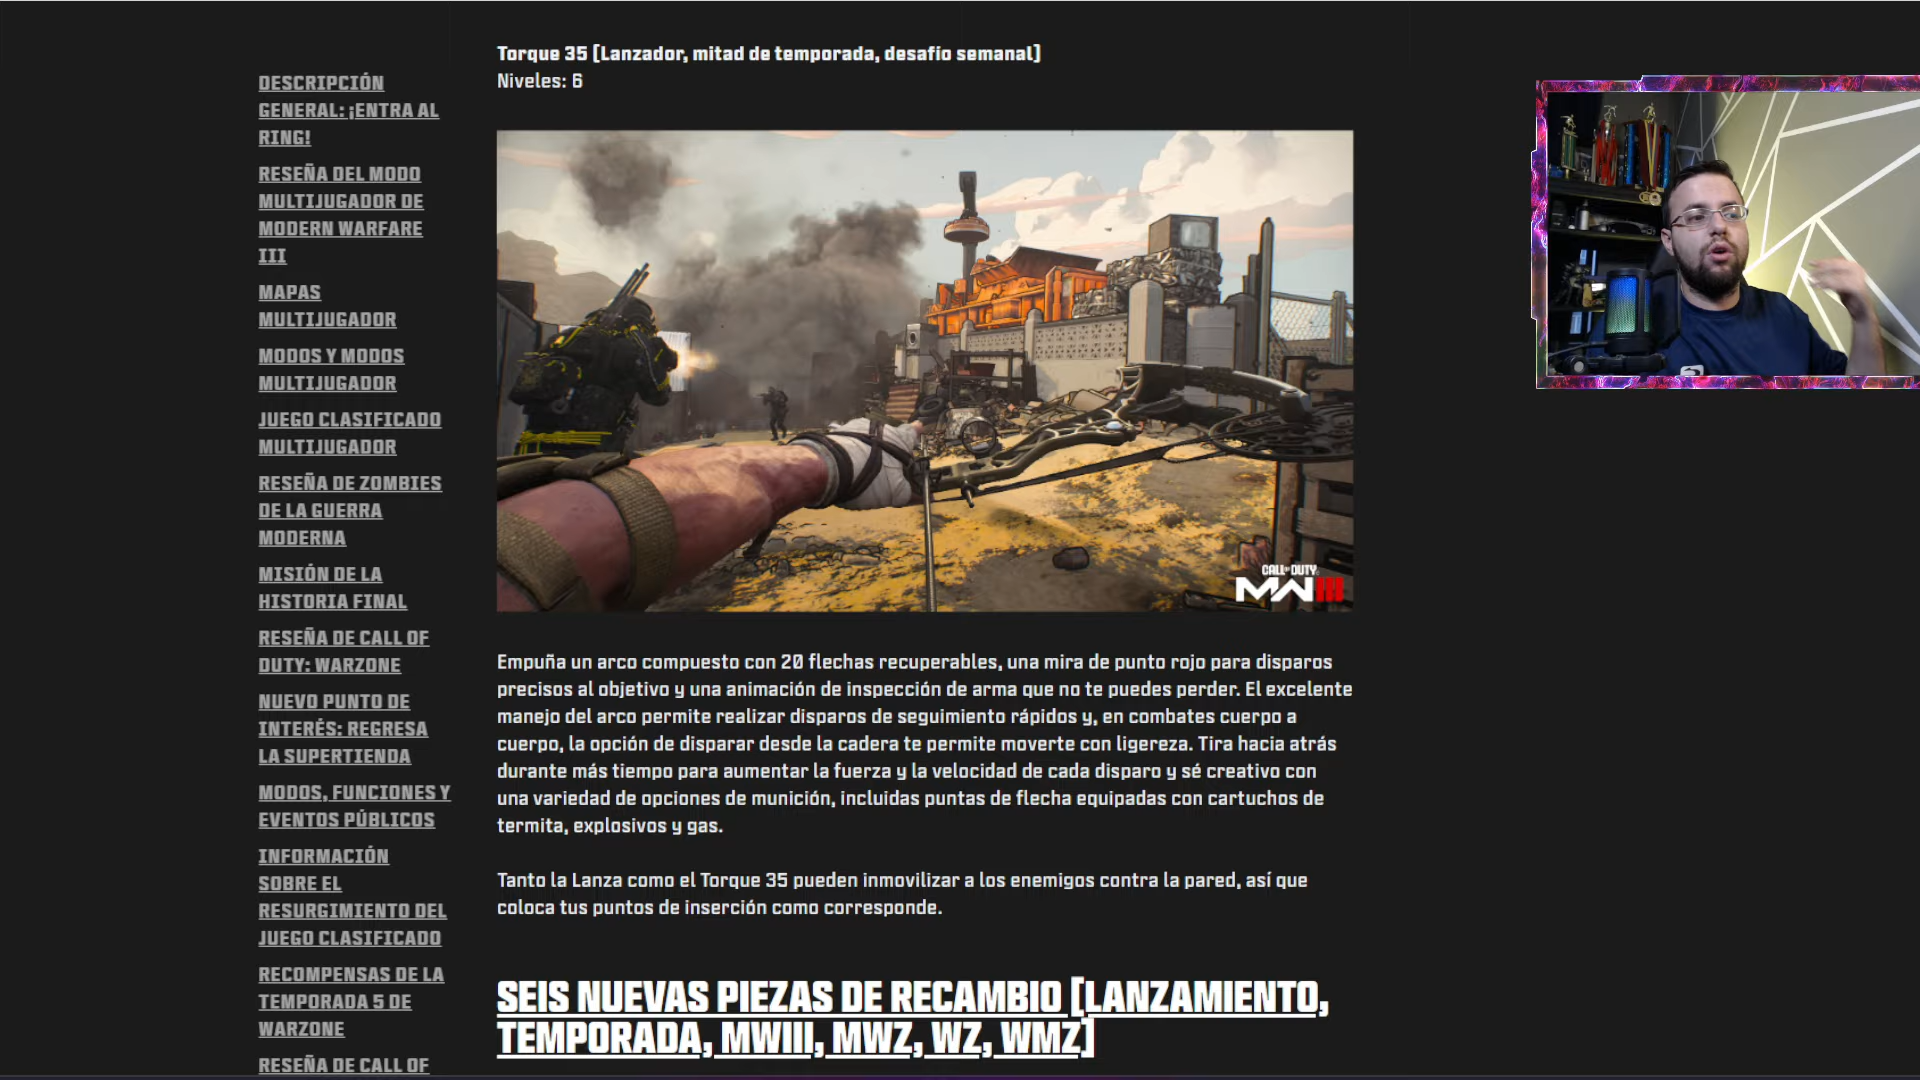 DESCRIPCIÓN
GENERAL: ¡ENTRA AL
RING!
RESEÑA DEL MODO
MULTIJUGADOR DE
MODERN WARFARE
III
MAPAS
MULTIJUGADOR
MODOS Y MODOS
MULTIJUGADOR
JUEGO CLASIFICADO
MULTIJUGADOR
RESEÑA DE ZOMBIES
DE LA GUERRA
MODERNA
MISIÓN DE LA
HISTORIA FINAL
RESEÑA DE CALL OF
DUTY: WARZONE
NUEVO PUNTO DE
INTERÉS: REGRESA
LA SUPERTIENDA
MODOS, FUNCIONES Y
EVENTOS PÚBLICOS
INFORMACIÓN
SOBRE EL
RESURGIMIENTO DEL
JUEGO CLASIFICADO
RECOMPENSAS DE LA
TEMPORADA 5 DE
WARZONE
RESEÑA DE CALL OF
Torque 35 [Lanzador, mitad de temporada, desafío semanal]
Niveles: 6
CALL OF DUTY
MWIII
Empuña un arco compuesto con 20 flechas recuperables, una mira de punto rojo para disparos
precisos al objetivo y una animación de inspección de arma que no te puedes perder. El excelente
manejo del arco permite realizar disparos de seguimiento rápidos y, en combates cuerpo a
cuerpo, la opción de disparar desde la cadera te permite moverte con ligereza. Tira hacia atrás
durante más tiempo para aumentar la fuerza y la velocidad de cada disparo y sé creativo con
una variedad de opciones de munición, incluidas puntas de flecha equipadas con cartuchos de
termita, explosivos y gas.
Tanto la Lanza como el Torque 35 pueden inmovilizar a los enemigos contra la pared, así que
coloca tus puntos de inserción como corresponde.
SEIS NUEVAS PIEZAS DE RECAMBIO [LANZAMIENTO,
TEMPORADA, MWIII, MWZ, WZ, WMZ]